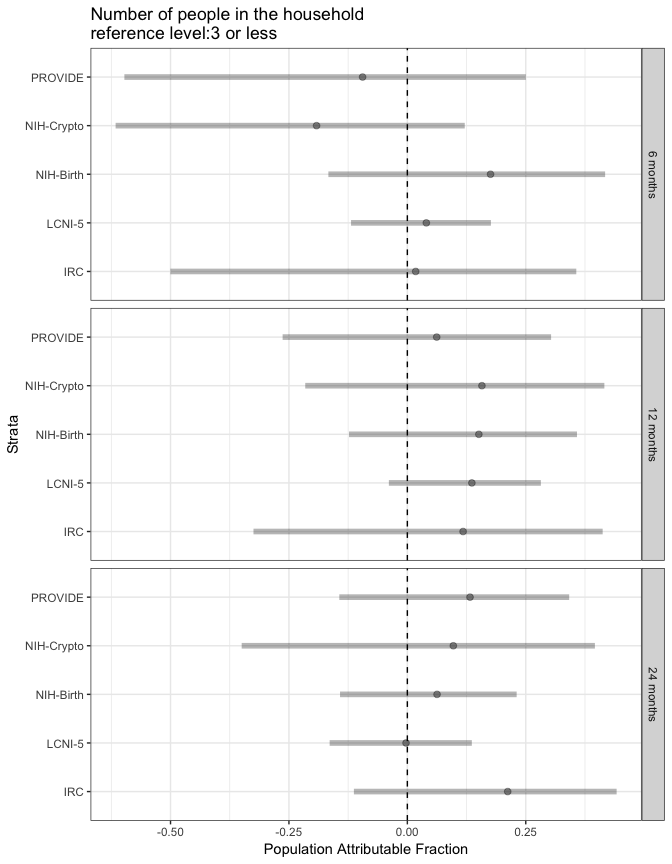 Number of people in the household
reference level:3 or less
PROVIDE
NIH-Crypto
NIH-Birth
LCNI-5
IRC
6 months
PROVIDE
NIH-Crypto
NIH-Birth
LCNI-5
IRC
12 months
Strata
PROVIDE
NIH-Crypto
NIH-Birth
LCNI-5
IRC
24 months
-0.50 -0.25 0.00 0.25
Population Attributable Fraction